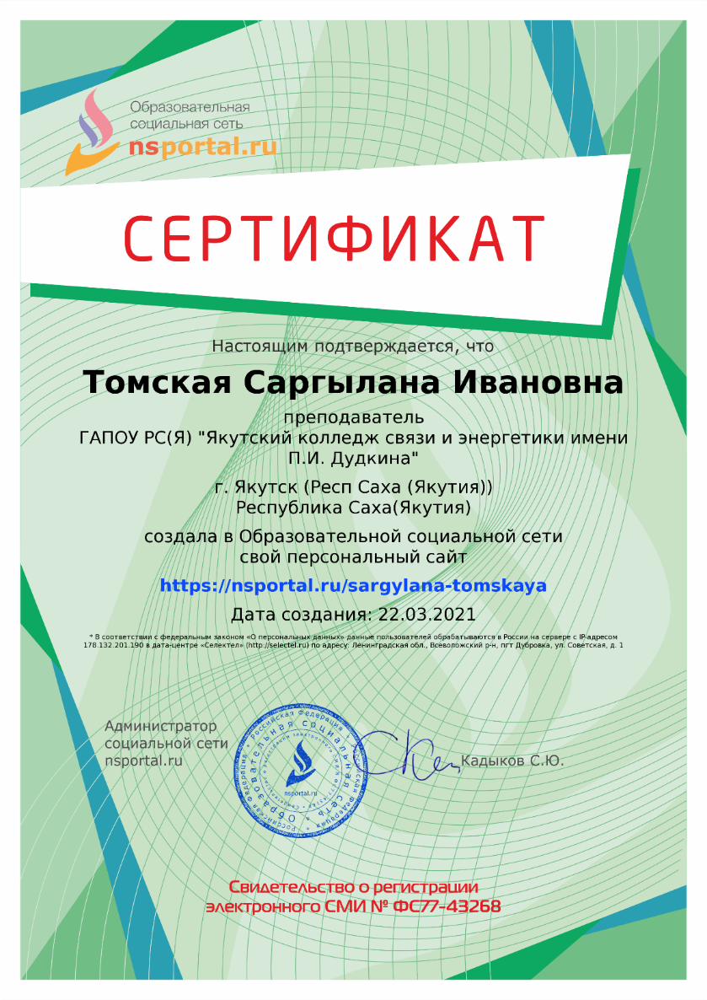 Образовательная
социальная сеть
nsportal.ru
СЕРТИФИКАТ
Настоящим подтверждается, что
Томская Саргылана Ивановна
преподаватель
ГАПОУ РС(Я) "Якутский колледж связи и энергетики имени
П.И. Дудкина"
г. Якутск (Респ Саха (Якутия))
Республика Саха(Якутия)
создала в Образовательной социальной сети
свой персональный сайт
https://nsportal.ru/sargylana-tomskaya
Дата создания: 22.03.2021
* В соответствии с федеральным законом «О персональных данных» данные пользователей обрабатываются в России на сервере с IP-адресом
178.132.201.190 в дата-центре «Селектел» (http://selectel.ru) по адресу: Ленинградская обл., Всеволожский р-н, пгт Дубровка, ул. Советская, д. 1
Администратор
социальной сети
nsportal.ru
Российская Федерация * Российская Федерация * Российская Федерация *
Образовательная социальная сеть
nsportal.ru
Кадыков С.Ю.
Свидетельство о регистрации
электронного СМИ № ФС77-43268